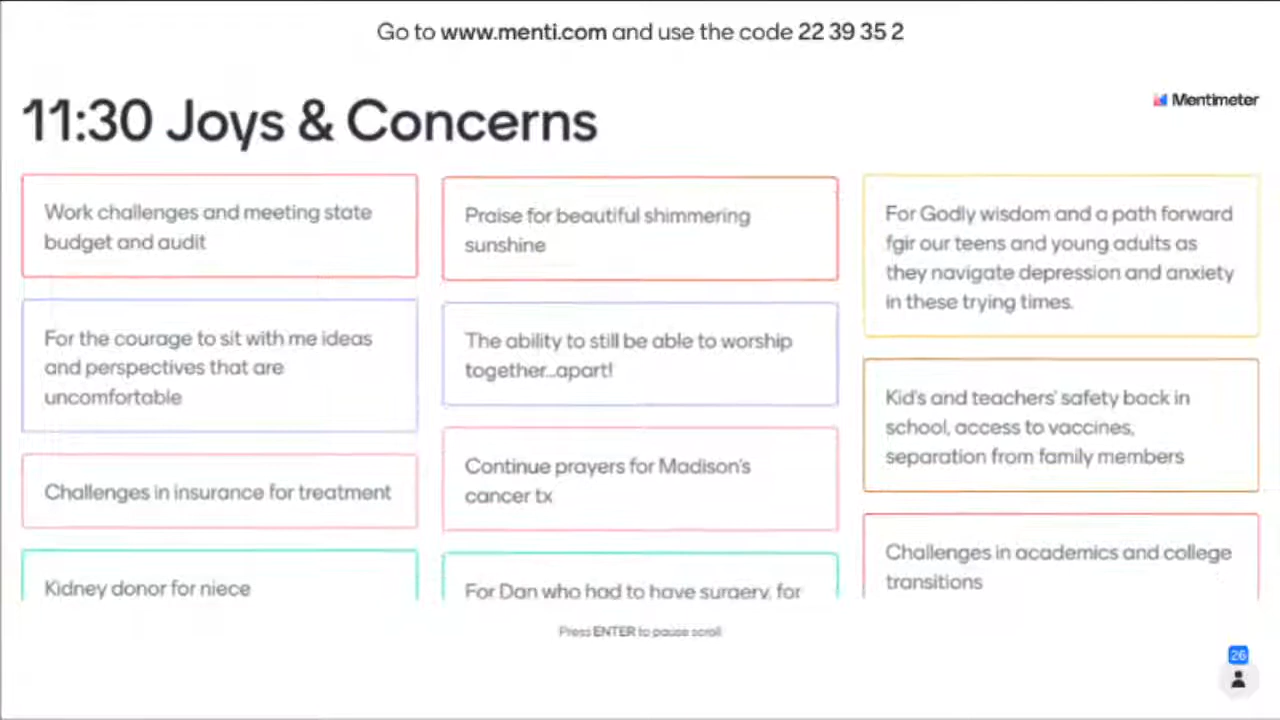 Go to www.menti.com and use the code 22 39 35 2
11:30 Joys & Concerns
Mentimeter
Work challenges and meeting state
budget and audit
For the courage to sit with me ideas
and perspectives that are
uncomfortable
Challenges in insurance for treatment
Kidney donor for niece
Praise for beautiful shimmering
sunshine
The ability to still be able to worship
together...apart!
Continue prayers for Madison's
cancer tx
For Dan who had to have surgery, for
For Godly wisdom and a path forward
fgir our teens and young adults as
they navigate depression and anxiety
in these trying times.
Kid's and teachers' safety back in
school, access to vaccines,
separation from family members
Challenges in academics and college
transitions
Press ENTER to pause scroll
26